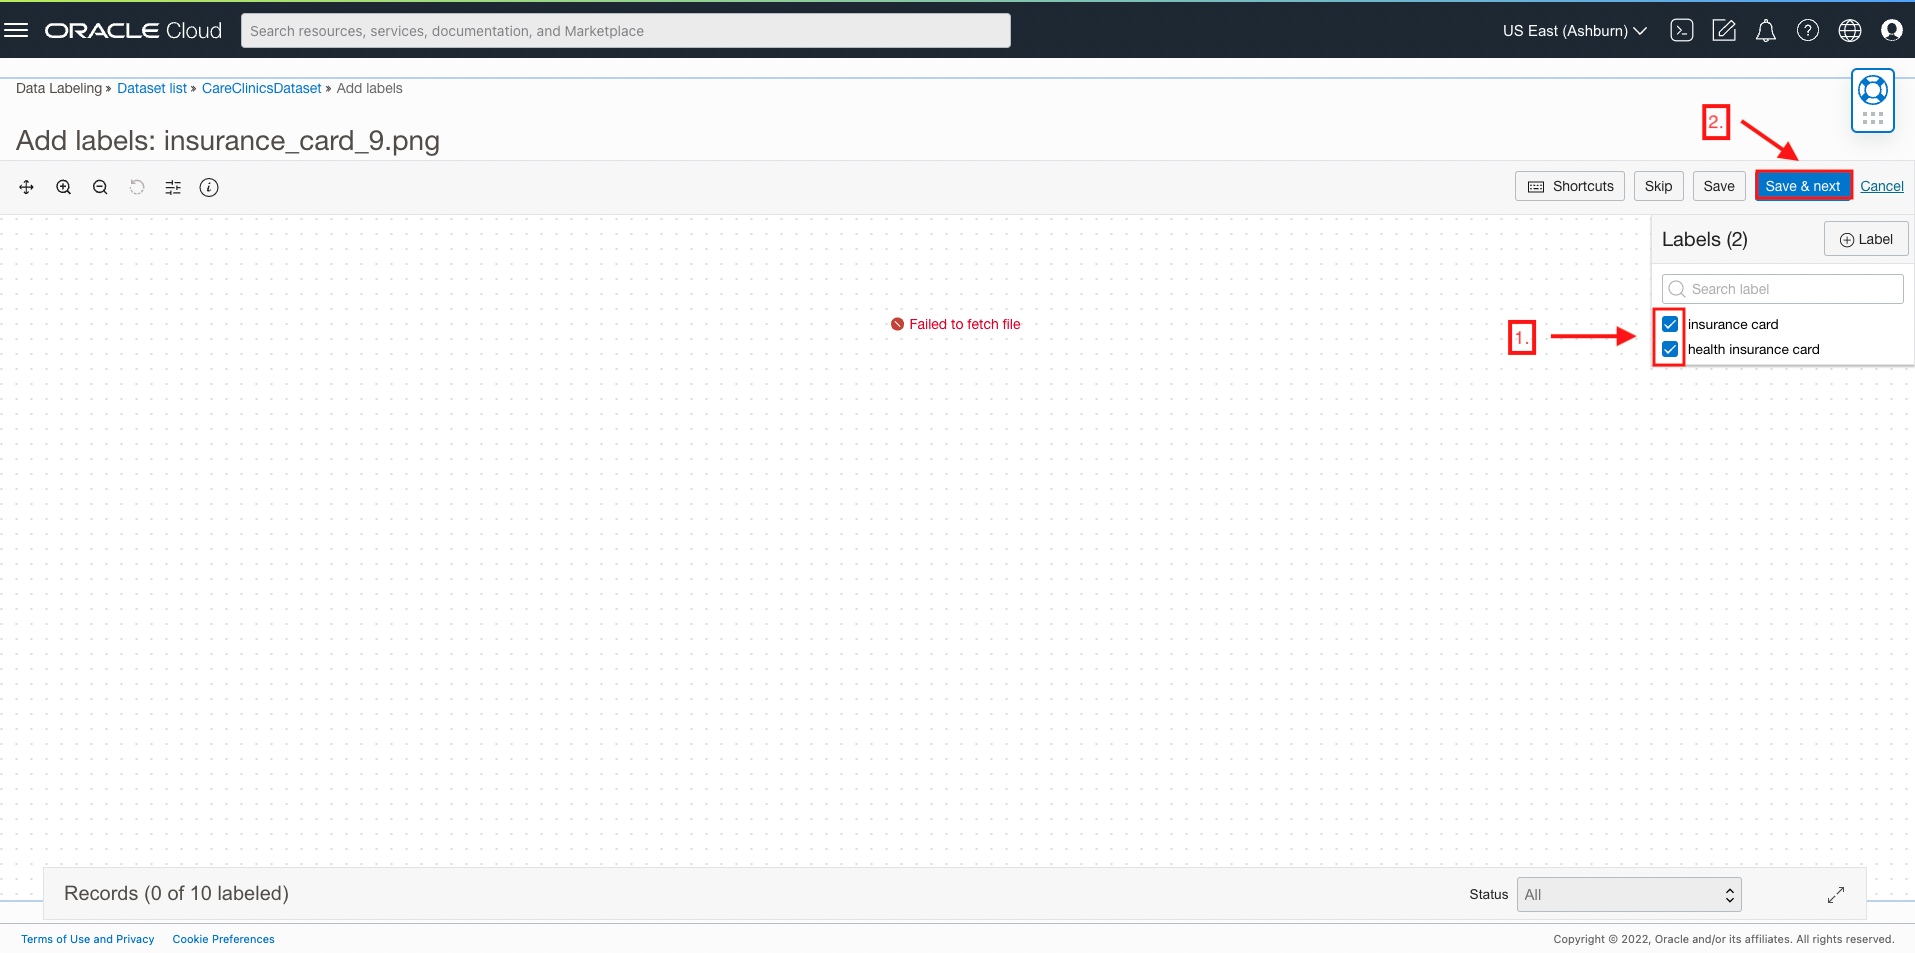 ORACLE Cloud
Search resources, services, documentation, and Marketplace
US East (Ashburn)
Data Labeling » Dataset list » CareClinicsDataset » Add labels
Add labels: insurance_card_9.png
2.
Shortcuts
Skip
Save
Save & next
Cancel
Labels (2)
Label
Search label
Failed to fetch file
1.
insurance card
health insurance card
Records (0 of 10 labeled)
Status
All
Terms of Use and Privacy
Cookie Preferences
Copyright © 2022, Oracle and/or its affiliates. All rights reserved.